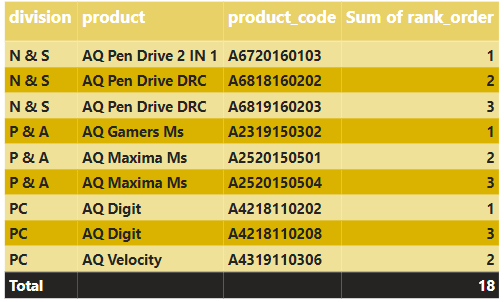 division product product_code Sum of rank_order
N & S AQ Pen Drive 2 IN 1 A6720160103 1
N & S AQ Pen Drive DRC A6818160202 2
N & S AQ Pen Drive DRC A6819160203 3
P & A AQ Gamers Ms A2319150302 1
P & A AQ Maxima Ms A2520150501 2
P & A AQ Maxima Ms A2520150504 3
PC AQ Digit A4218110202 1
PC AQ Digit A4218110208 3
PC AQ Velocity A4319110306 2
Total 18